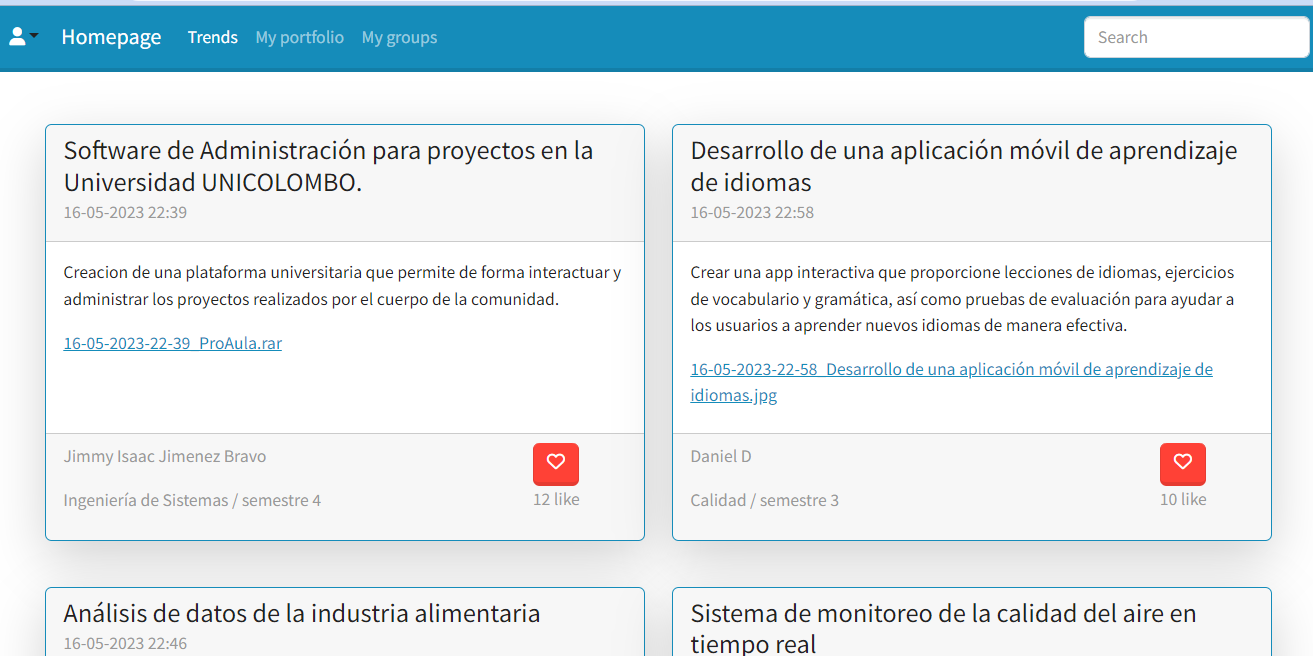 Homepage Trends My portfolio My groups Search
Software de Administración para proyectos en la
Universidad UNICOLOMBO.
16-05-2023 22:39
Creacion de una plataforma universitaria que permite de forma interactuar y
administrar los proyectos realizados por el cuerpo de la comunidad.
16-05-2023-22-39_ProAula.rar
Jimmy Isaac Jimenez Bravo
Ingeniería de Sistemas / semestre 4
12 like
Desarrollo de una aplicación móvil de aprendizaje
de idiomas
16-05-2023 22:58
Crear una app interactiva que proporcione lecciones de idiomas, ejercicios
de vocabulario y gramática, así como pruebas de evaluación para ayudar a
los usuarios a aprender nuevos idiomas de manera efectiva.
16-05-2023-22-58_Desarrollo de una aplicación móvil de aprendizaje de
idiomas.jpg
Daniel D
Calidad / semestre 3
10 like
Análisis de datos de la industria alimentaria
16-05-2023 22:46
Sistema de monitoreo de la calidad del aire en
tiempo real